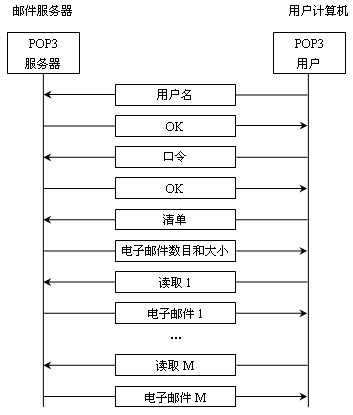 邮件服务器
用户计算机
POP3
服务器
POP3
用户
用户名
OK
口令
OK
清单
电子邮件数目和大小
读取 1
电子邮件 1
...
读取 M
电子邮件 M